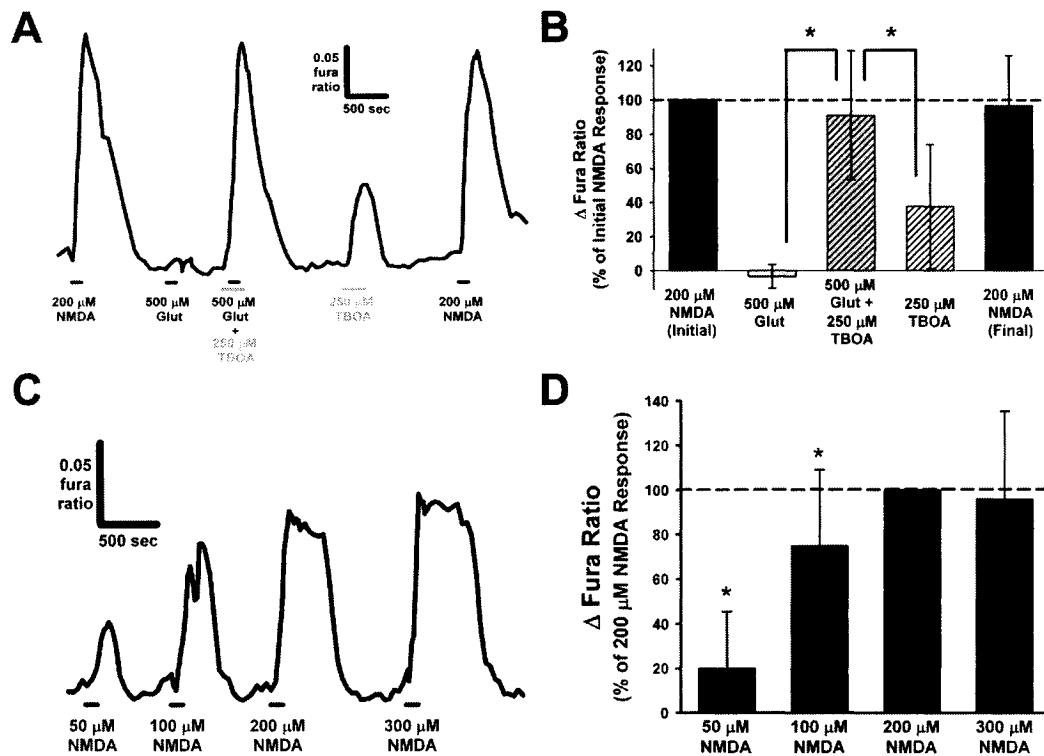 A
0.05
fura
ratio
500 sec
200 µM
NMDA
500 µM
Glut
500 µM
Glut
+
250 µM
TBOA
250 µM
TBOA
200 µM
NMDA
B
Δ Fura Ratio
(% of Initial NMDA Response)
120
100
80
60
40
20
0
*
*
200 µM
NMDA
(Initial)
500 µM
Glut
500 µM
Glut +
250 µM
TBOA
250 µM
TBOA
200 µM
NMDA
(Final)
C
0.05
fura
ratio
500 sec
50 µM
NMDA
100 µM
NMDA
200 µM
NMDA
300 µM
NMDA
D
Δ Fura Ratio
(% of 200 µM NMDA Response)
140
120
100
80
60
40
20
0
*
*
50 µM
NMDA
100 µM
NMDA
200 µM
NMDA
300 µM
NMDA